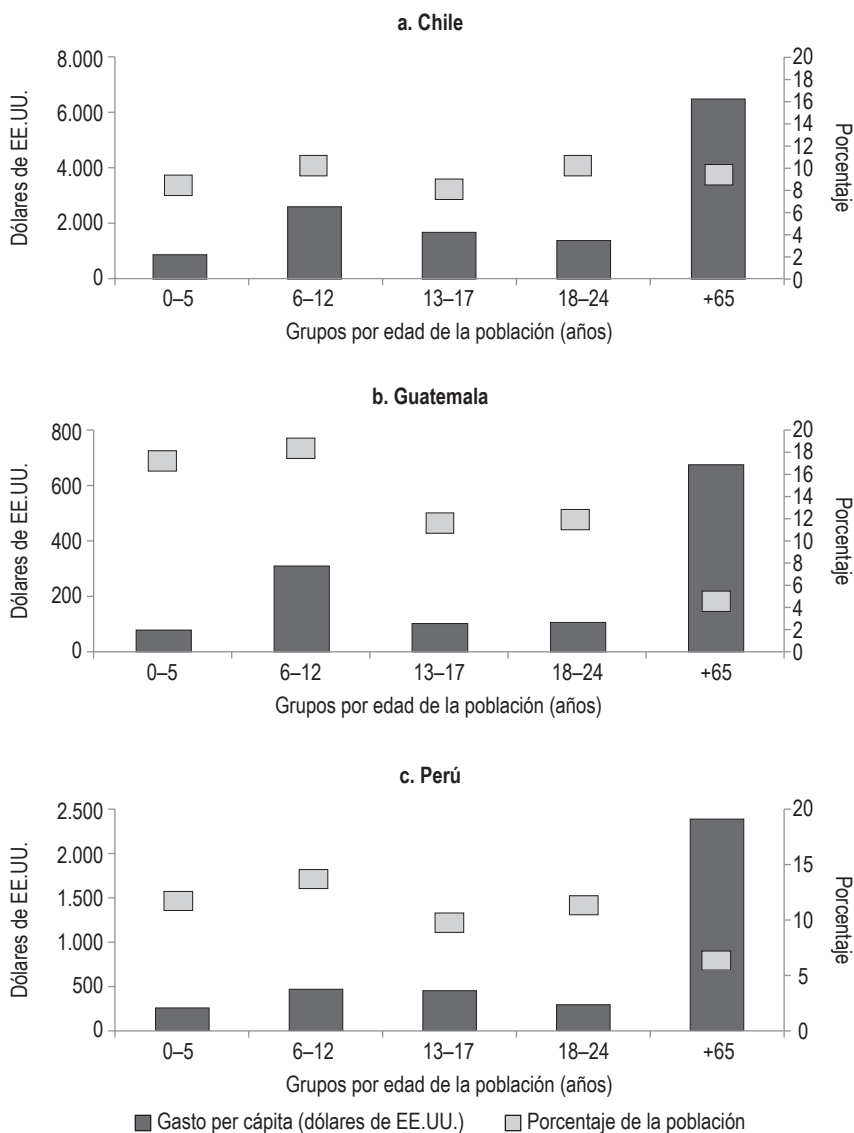 a. Chile
Dólares de EE.UU.
8.000
6.000
4.000
2.000
0
20
18
16
14
12
10
8
6
4
2
0
Porcentaje
0–5 6–12 13–17 18–24 +65
Grupos por edad de la población (años)
b. Guatemala
Dólares de EE.UU.
800
600
400
200
0
20
18
16
14
12
10
8
6
4
2
0
Porcentaje
0–5 6–12 13–17 18–24 +65
Grupos por edad de la población (años)
c. Perú
Dólares de EE.UU.
2.500
2.000
1.500
1.000
500
0
20
15
10
5
0
Porcentaje
0–5 6–12 13–17 18–24 +65
Grupos por edad de la población (años)
Gasto per cápita (dólares de EE.UU.) Porcentaje de la población